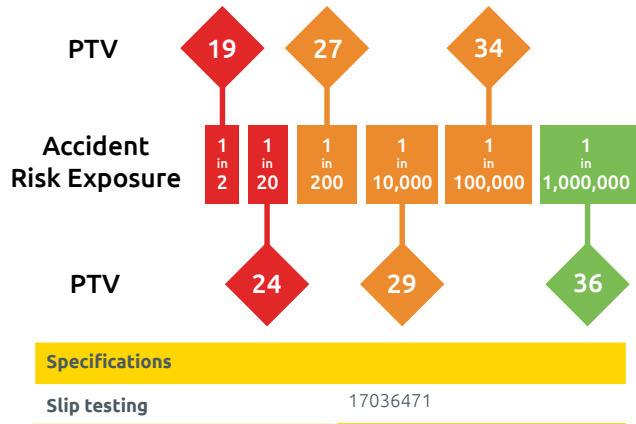 PTV 19 27 34
Accident
Risk Exposure
1 in 2
1 in 20
1 in 200
1 in 10,000
1 in 100,000
1 in 1,000,000
PTV 24 29 36
Specifications
Slip testing 17036471